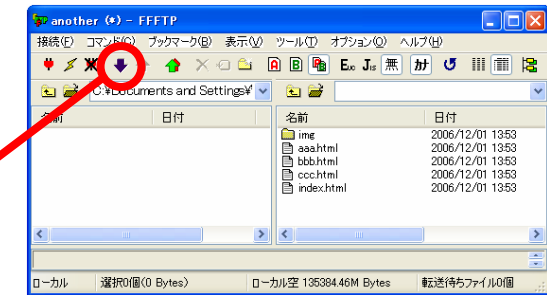 another (*) - FFFTP
接続(F) コマンド(C) ブックマーク(B) 表示(V) ツール(T) オプション(O) ヘルプ(H)
A B Euc Jis 無 カナ
C:¥Documents and Settings¥
名前 日付 名前 日付
img 2006/12/01 13:53
aaa.html 2006/12/01 13:53
bbb.html 2006/12/01 13:53
ccc.html 2006/12/01 13:53
index.html 2006/12/01 13:53
ローカル 選択0個(0 Bytes) ローカル空 135384.46M Bytes 転送待ちファイル0個